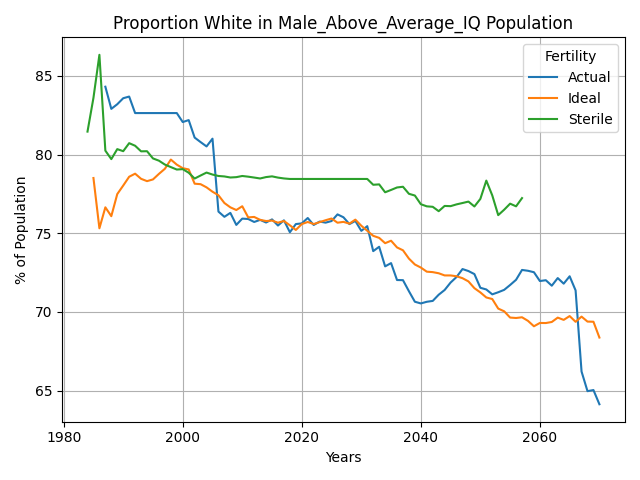 Proportion White in Male_Above_Average_IQ Population
Fertility
Actual
Ideal
Sterile
% of Population
85
80
75
70
65
1980
2000
2020
2040
2060
Years